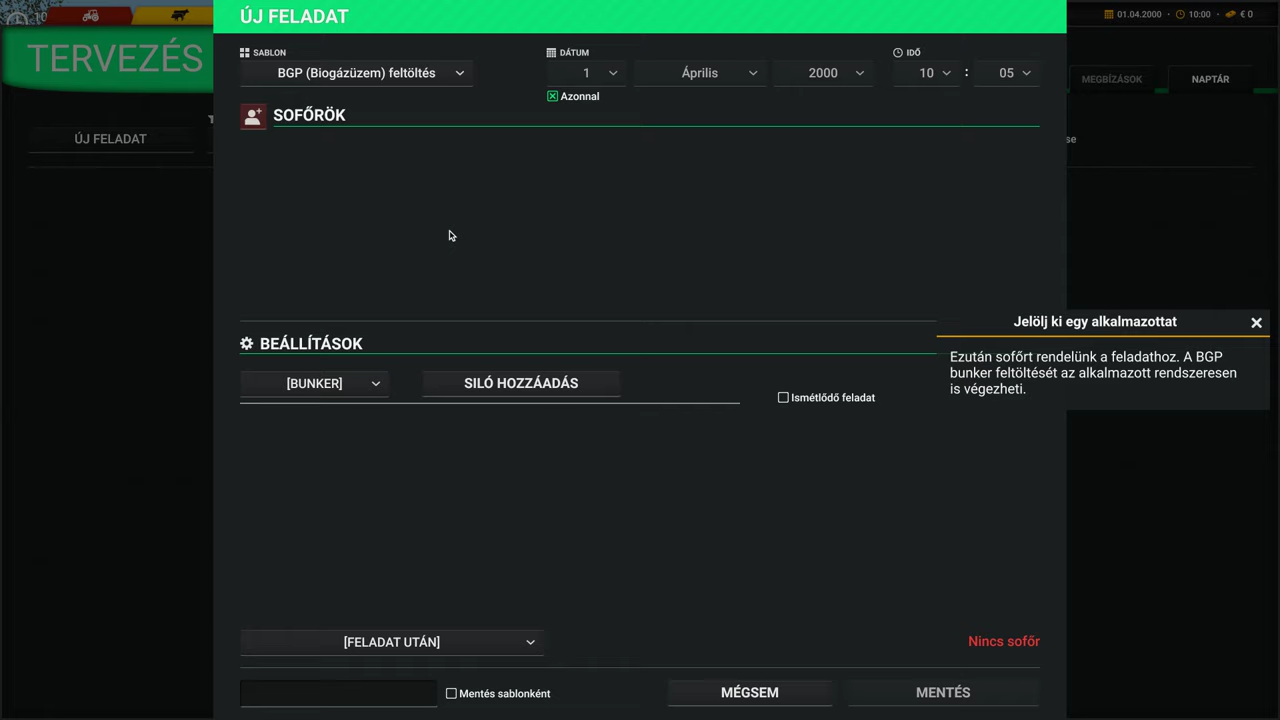 ÚJ FELADAT
10
01.04.2000 • 10:00 • € 0
TERVEZÉS
SABLON
DÁTUM
IDŐ
BGP (Biogázüzem) feltöltés
1
Április
2000
10 : 05
MEGBÍZÁSOK
NAPTÁR
Azonnal
SOFŐRÖK
ÚJ FELADAT
se
Jelölj ki egy alkalmazottat
Ezután sofőrt rendelünk a feladathoz. A BGP
bunker feltöltését az alkalmazott rendszeresen
is végezheti.
BEÁLLÍTÁSOK
[BUNKER]
SILÓ HOZZÁADÁS
Ismétlődő feladat
[FELADAT UTÁN]
Nincs sofőr
Mentés sablonként
MÉGSEM
MENTÉS